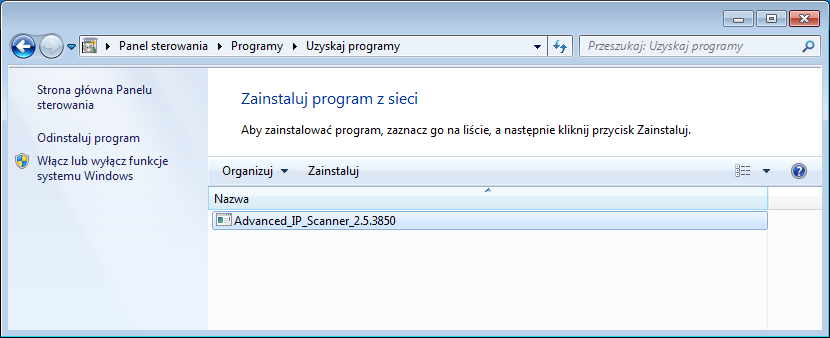 Panel sterowania Programy Uzyskaj programy
Przeszukaj: Uzyskaj programy
Strona główna Panelu
sterowania
Odinstaluj program
Włącz lub wyłącz funkcje
systemu Windows
Zainstaluj program z sieci
Aby zainstalować program, zaznacz go na liście, a następnie kliknij przycisk Zainstaluj.
Organizuj Zainstaluj
Nazwa
Advanced_IP_Scanner_2.5.3850